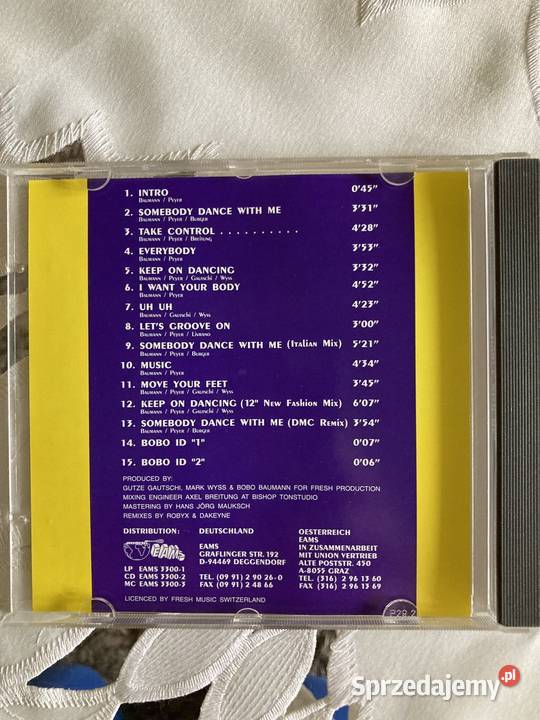 1. INTRO 0'45"
BAUMANN / PEYER
2. SOMEBODY DANCE WITH ME 3'31"
BAUMANN / PEYER / BURGER
3. TAKE CONTROL . . . . . . . . . . 4'28"
BAUMANN / PEYER / BREITUNG
4. EVERYBODY 3'53"
BAUMANN / PEYER
5. KEEP ON DANCING 3'32"
BAUMANN / PEYER / GAUTSCHI / WYSS
6. I WANT YOUR BODY 4'52"
BAUMANN / PEYER
7. UH UH 4'23"
BAUMANN / GAUTSCHI / WYSS
8. LET'S GROOVE ON 3'00"
BAUMANN / PEYER / LIVRANO
9. SOMEBODY DANCE WITH ME (ITALIAN MIX) 5'21"
BAUMANN / PEYER / BURGER
10. MUSIC 4'34"
BAUMANN / PEYER
11. MOVE YOUR FEET 3'45"
BAUMANN / PEYER / GAUTSCHI / WYSS
12. KEEP ON DANCING (12" NEW FASHION MIX) 6'07"
BAUMANN / PEYER / GAUTSCHI / WYSS
13. SOMEBODY DANCE WITH ME (DMC REMIX) 3'54"
BAUMANN / PEYER / BURGER
14. BOBO ID "1" 0'07"
15. BOBO ID "2" 0'06"
PRODUCED BY:
GUTZE GAUTSCHI, MARK WYSS & BOBO BAUMANN FOR FRESH PRODUCTION
MIXING ENGINEER AXEL BREITUNG AT BISHOP TONSTUDIO
MASTERING BY HANS JÖRG MAUKSCH
REMIXES BY ROBYX & DAKEYNE
DISTRIBUTION: DEUTSCHLAND OESTERREICH
EAMS EAMS EAMS
GRAFLINGER STR. 192 IN ZUSAMMENARBEIT
D-94469 DEGGENDORF MIT UNION VERTRIEB
ALTE POSTSTR. 450
LP EAMS 3300-1 A-8055 GRAZ
CD EAMS 3300-2 TEL. (09 91) 2 90 26-0 TEL. (316) 2 96 13 60
MC EAMS 3300-3 FAX (09 91) 2 48 66 FAX (316) 2 96 13 69
LICENCED BY FRESH MUSIC SWITZERLAND
Sprzedajemy.pl